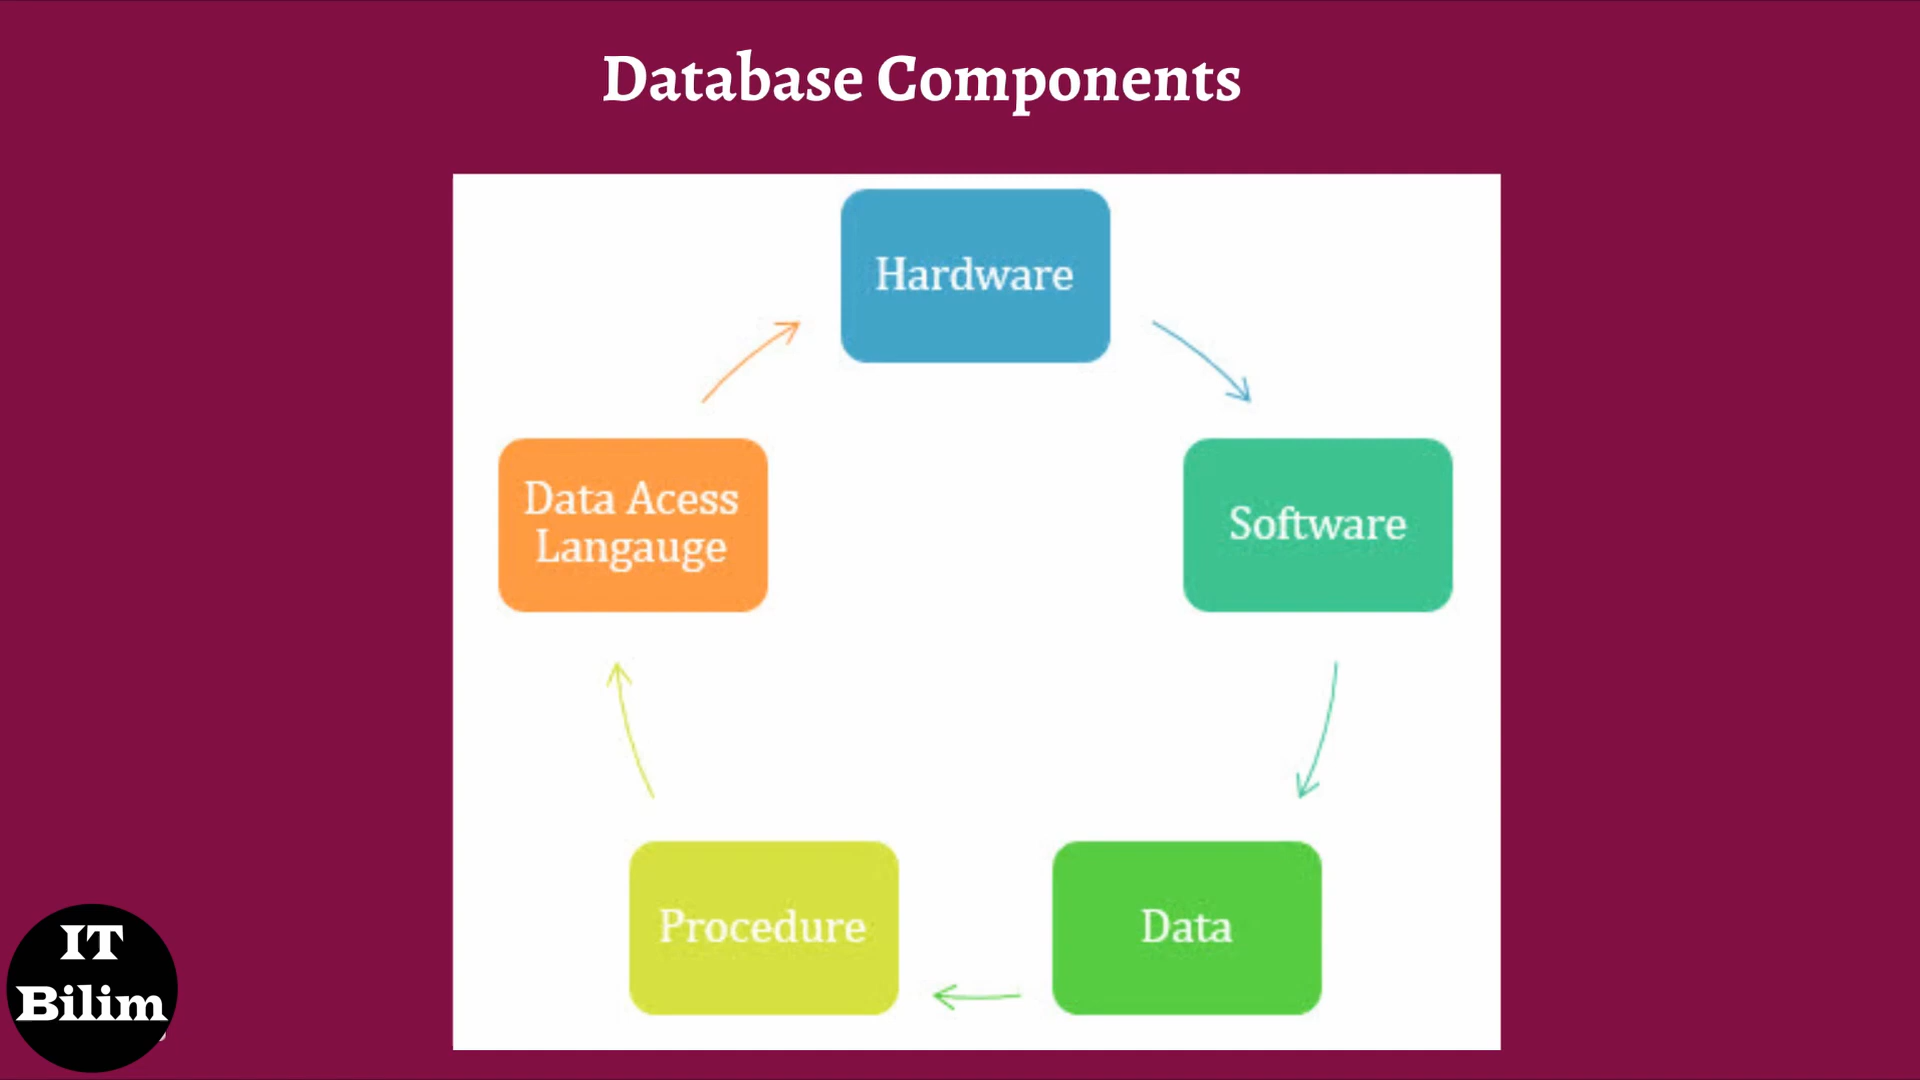 Database Components
Hardware
Software
Data
Procedure
Data Acess
Langauge
IT
Bilim